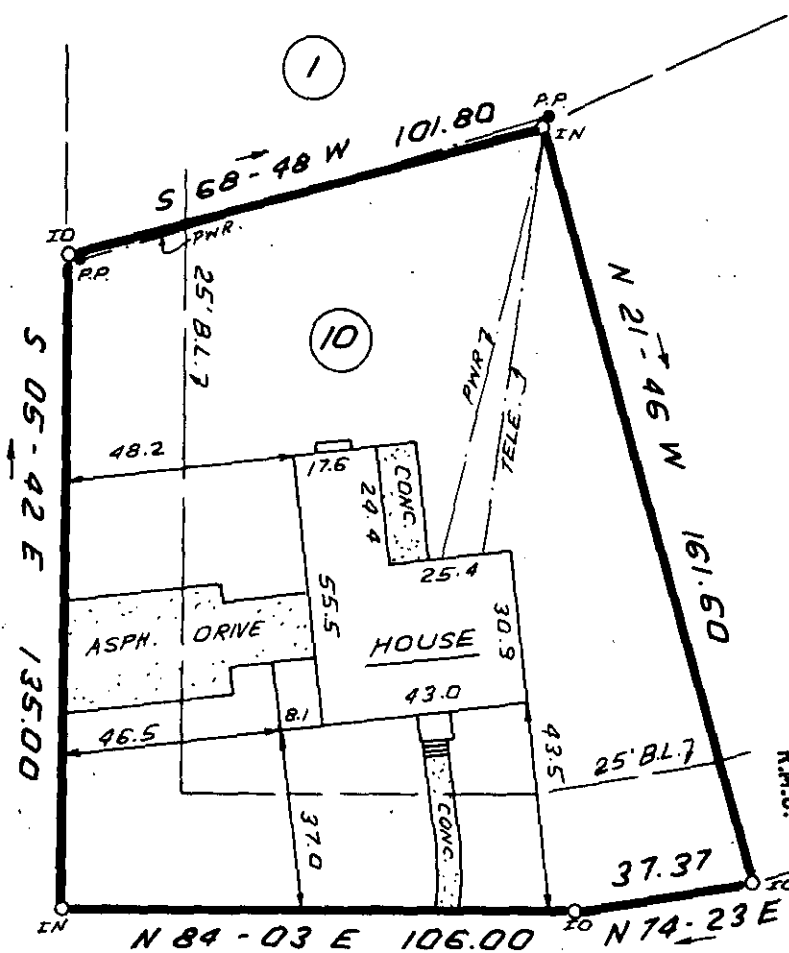 1
P.P.
IN
S 68-48 W 101.80
IO
P.P.
PWR.
25' B.L.
10
N 21-46 W 161.60
PWR
TELE
S 05-42 E 135.00
48.2
17.6
CONC.
24.4
25.4
55.5
30.9
ASPH. DRIVE
HOUSE
43.0
8.1
46.5
43.5
25' B.L.
37.0
CONC.
37.37
IN
IO
N 84-03 E 106.00
N 74-23 E